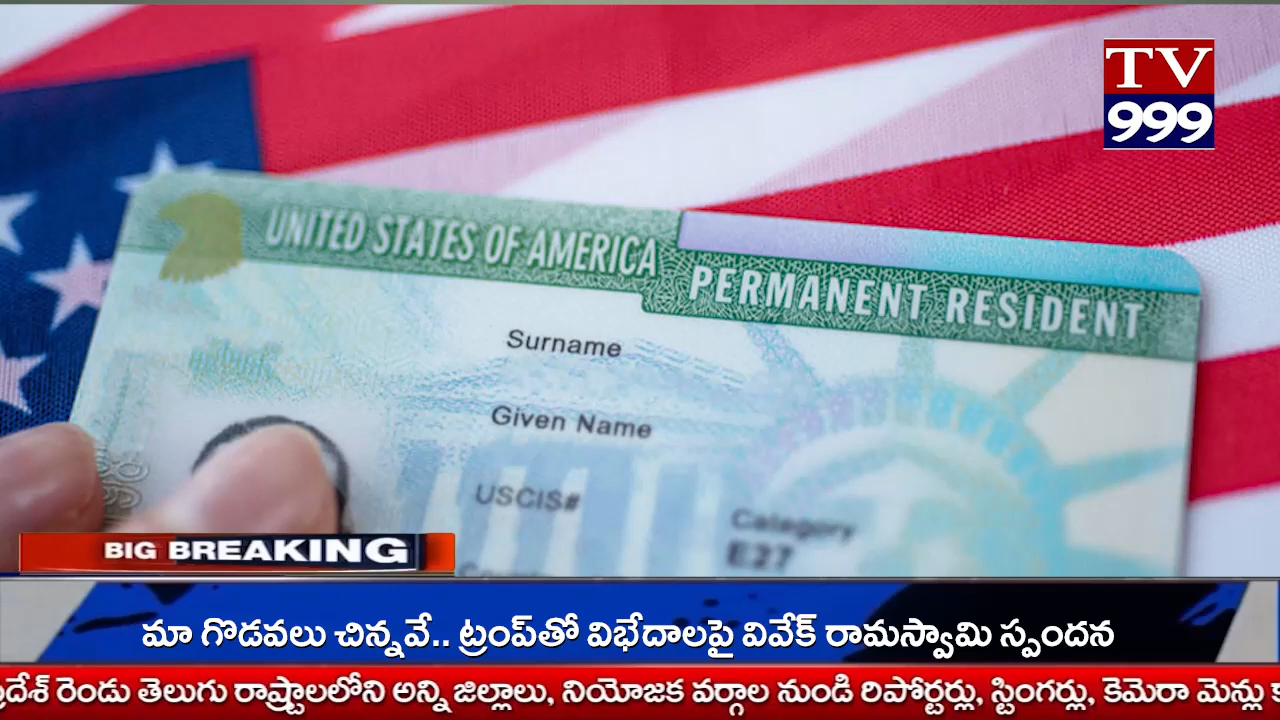 TV
999
UNITED STATES OF AMERICA
PERMANENT RESIDENT
Surname
Given Name
USCIS#
Category
E27
BIG BREAKING
మా గొడవలు చిన్నవే.. ట్రంప్‌తో విభేదాలపై వివేక్ రామస్వామి స్పందన
రెండు తెలుగు రాష్ట్రాలలోని అన్ని జిల్లాలు, నియోజక వర్గాల నుండి రిపోర్టర్లు, స్టింగర్లు, కెమెరా మెన్లు